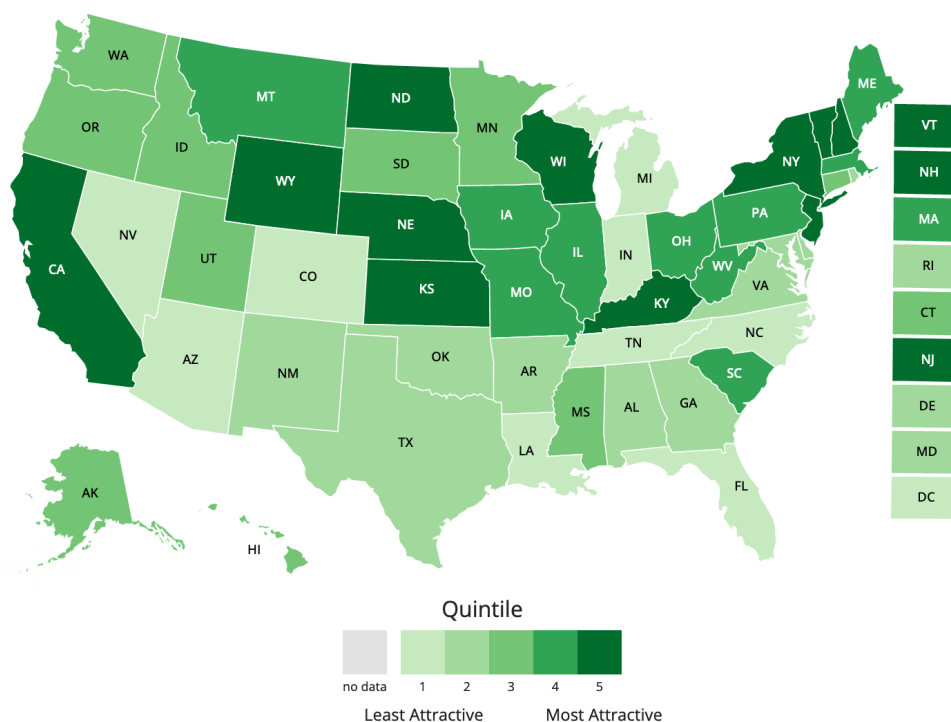 WA
MT
ND
MN
ME
OR
ID
SD
WI
NY
VT
WY
MI
NH
NE
IA
PA
MA
NV
UT
CO
IL
IN
OH
WV
RI
CA
KS
MO
KY
VA
CT
AZ
NM
OK
TN
NC
NJ
AR
SC
TX
MS
AL
GA
DE
LA
MD
AK
FL
DC
HI
Quintile
no data 1 2 3 4 5
Least Attractive Most Attractive